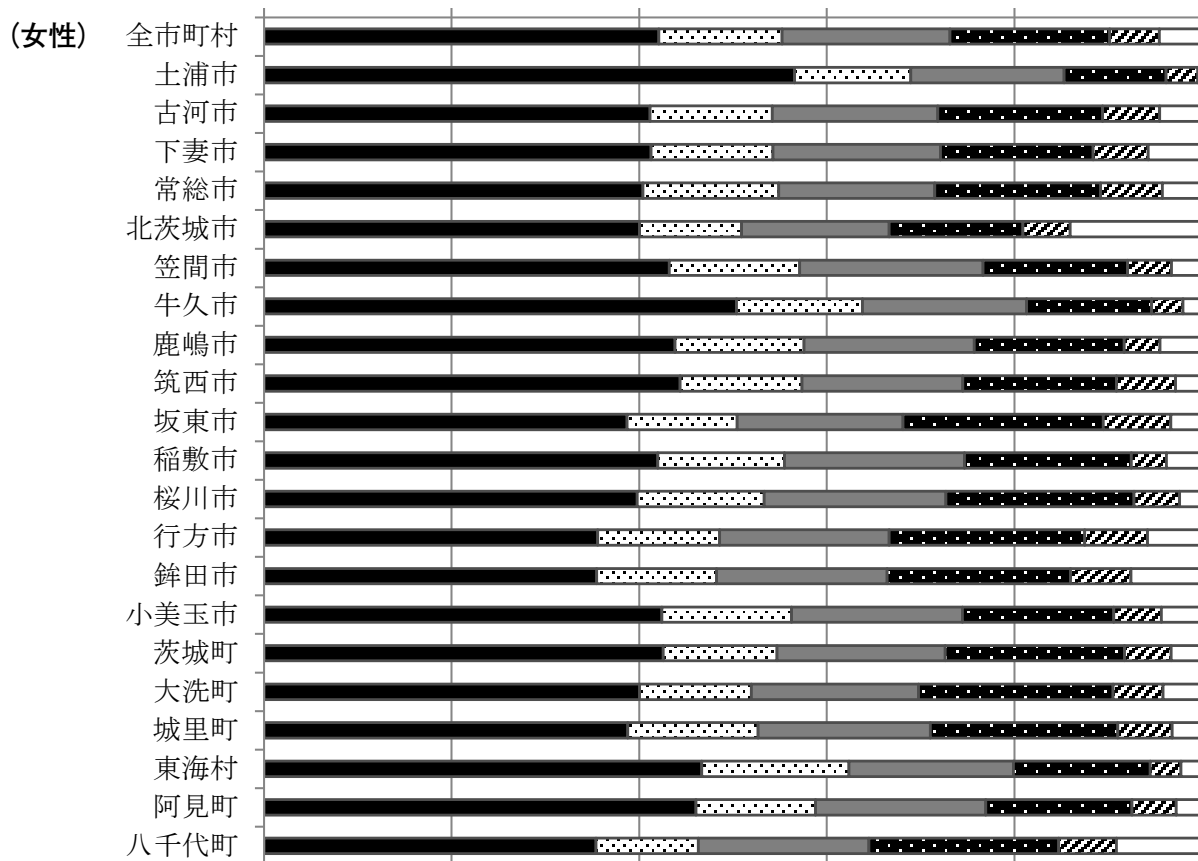 (女性) 全市町村
土浦市
古河市
下妻市
常総市
北茨城市
笠間市
牛久市
鹿嶋市
筑西市
坂東市
稲敷市
桜川市
行方市
鉾田市
小美玉市
茨城町
大洗町
城里町
東海村
阿見町
八千代町